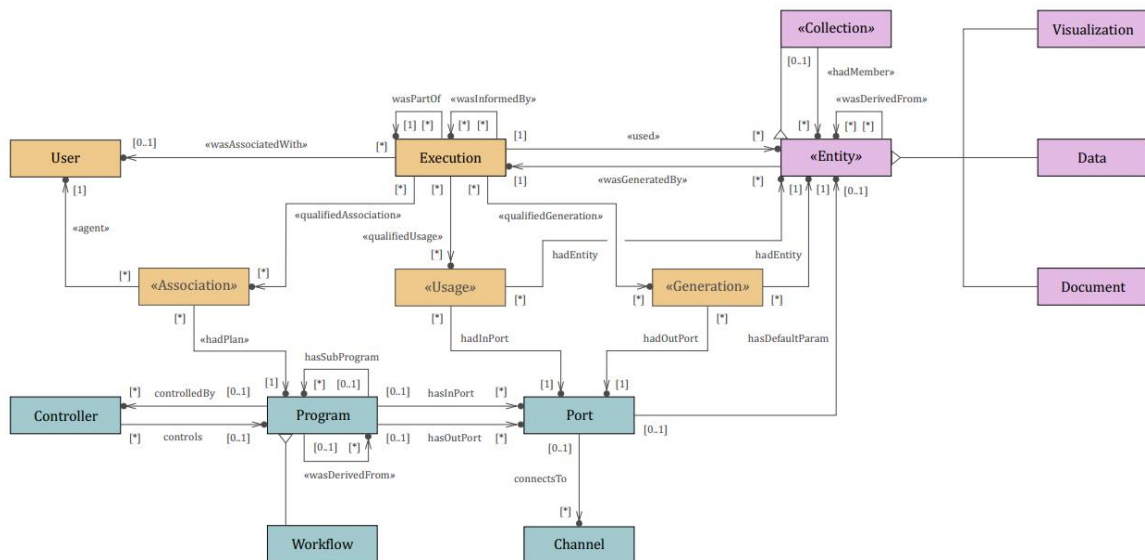 «Collection»
Visualization
[0..1]
«hadMember»
wasPartOf
«wasInformedBy»
«wasDerivedFrom»
[1] [*] [*] [*]
[*] [*]
[0..1]
«wasAssociatedWith»
[*]
[1]
«used»
[*]
User
Execution
«Entity»
Data
[1]
[*]
[*]
[*]
[1]
«wasGeneratedBy»
[*]
[1]
[1]
[0..1]
«agent»
«qualifiedAssociation»
«qualifiedGeneration»
«qualifiedUsage»
[*]
hadEntity
hadEntity
[*]
[*]
[*]
«Association»
«Usage»
«Generation»
Document
[*]
[*]
[*]
[*]
[*]
«hadPlan»
hadInPort
hadOutPort
hasDefaultParam
hasSubProgram
[1]
[*]
[0..1]
[1]
[1]
[*]
controlledBy
[0..1]
[0..1]
hasInPort
[*]
Controller
Program
Port
[*]
controls
[0..1]
[0..1]
hasOutPort
[*]
[0..1]
[0..1]
[*]
[0..1]
«wasDerivedFrom»
connectsTo
[*]
Workflow
Channel